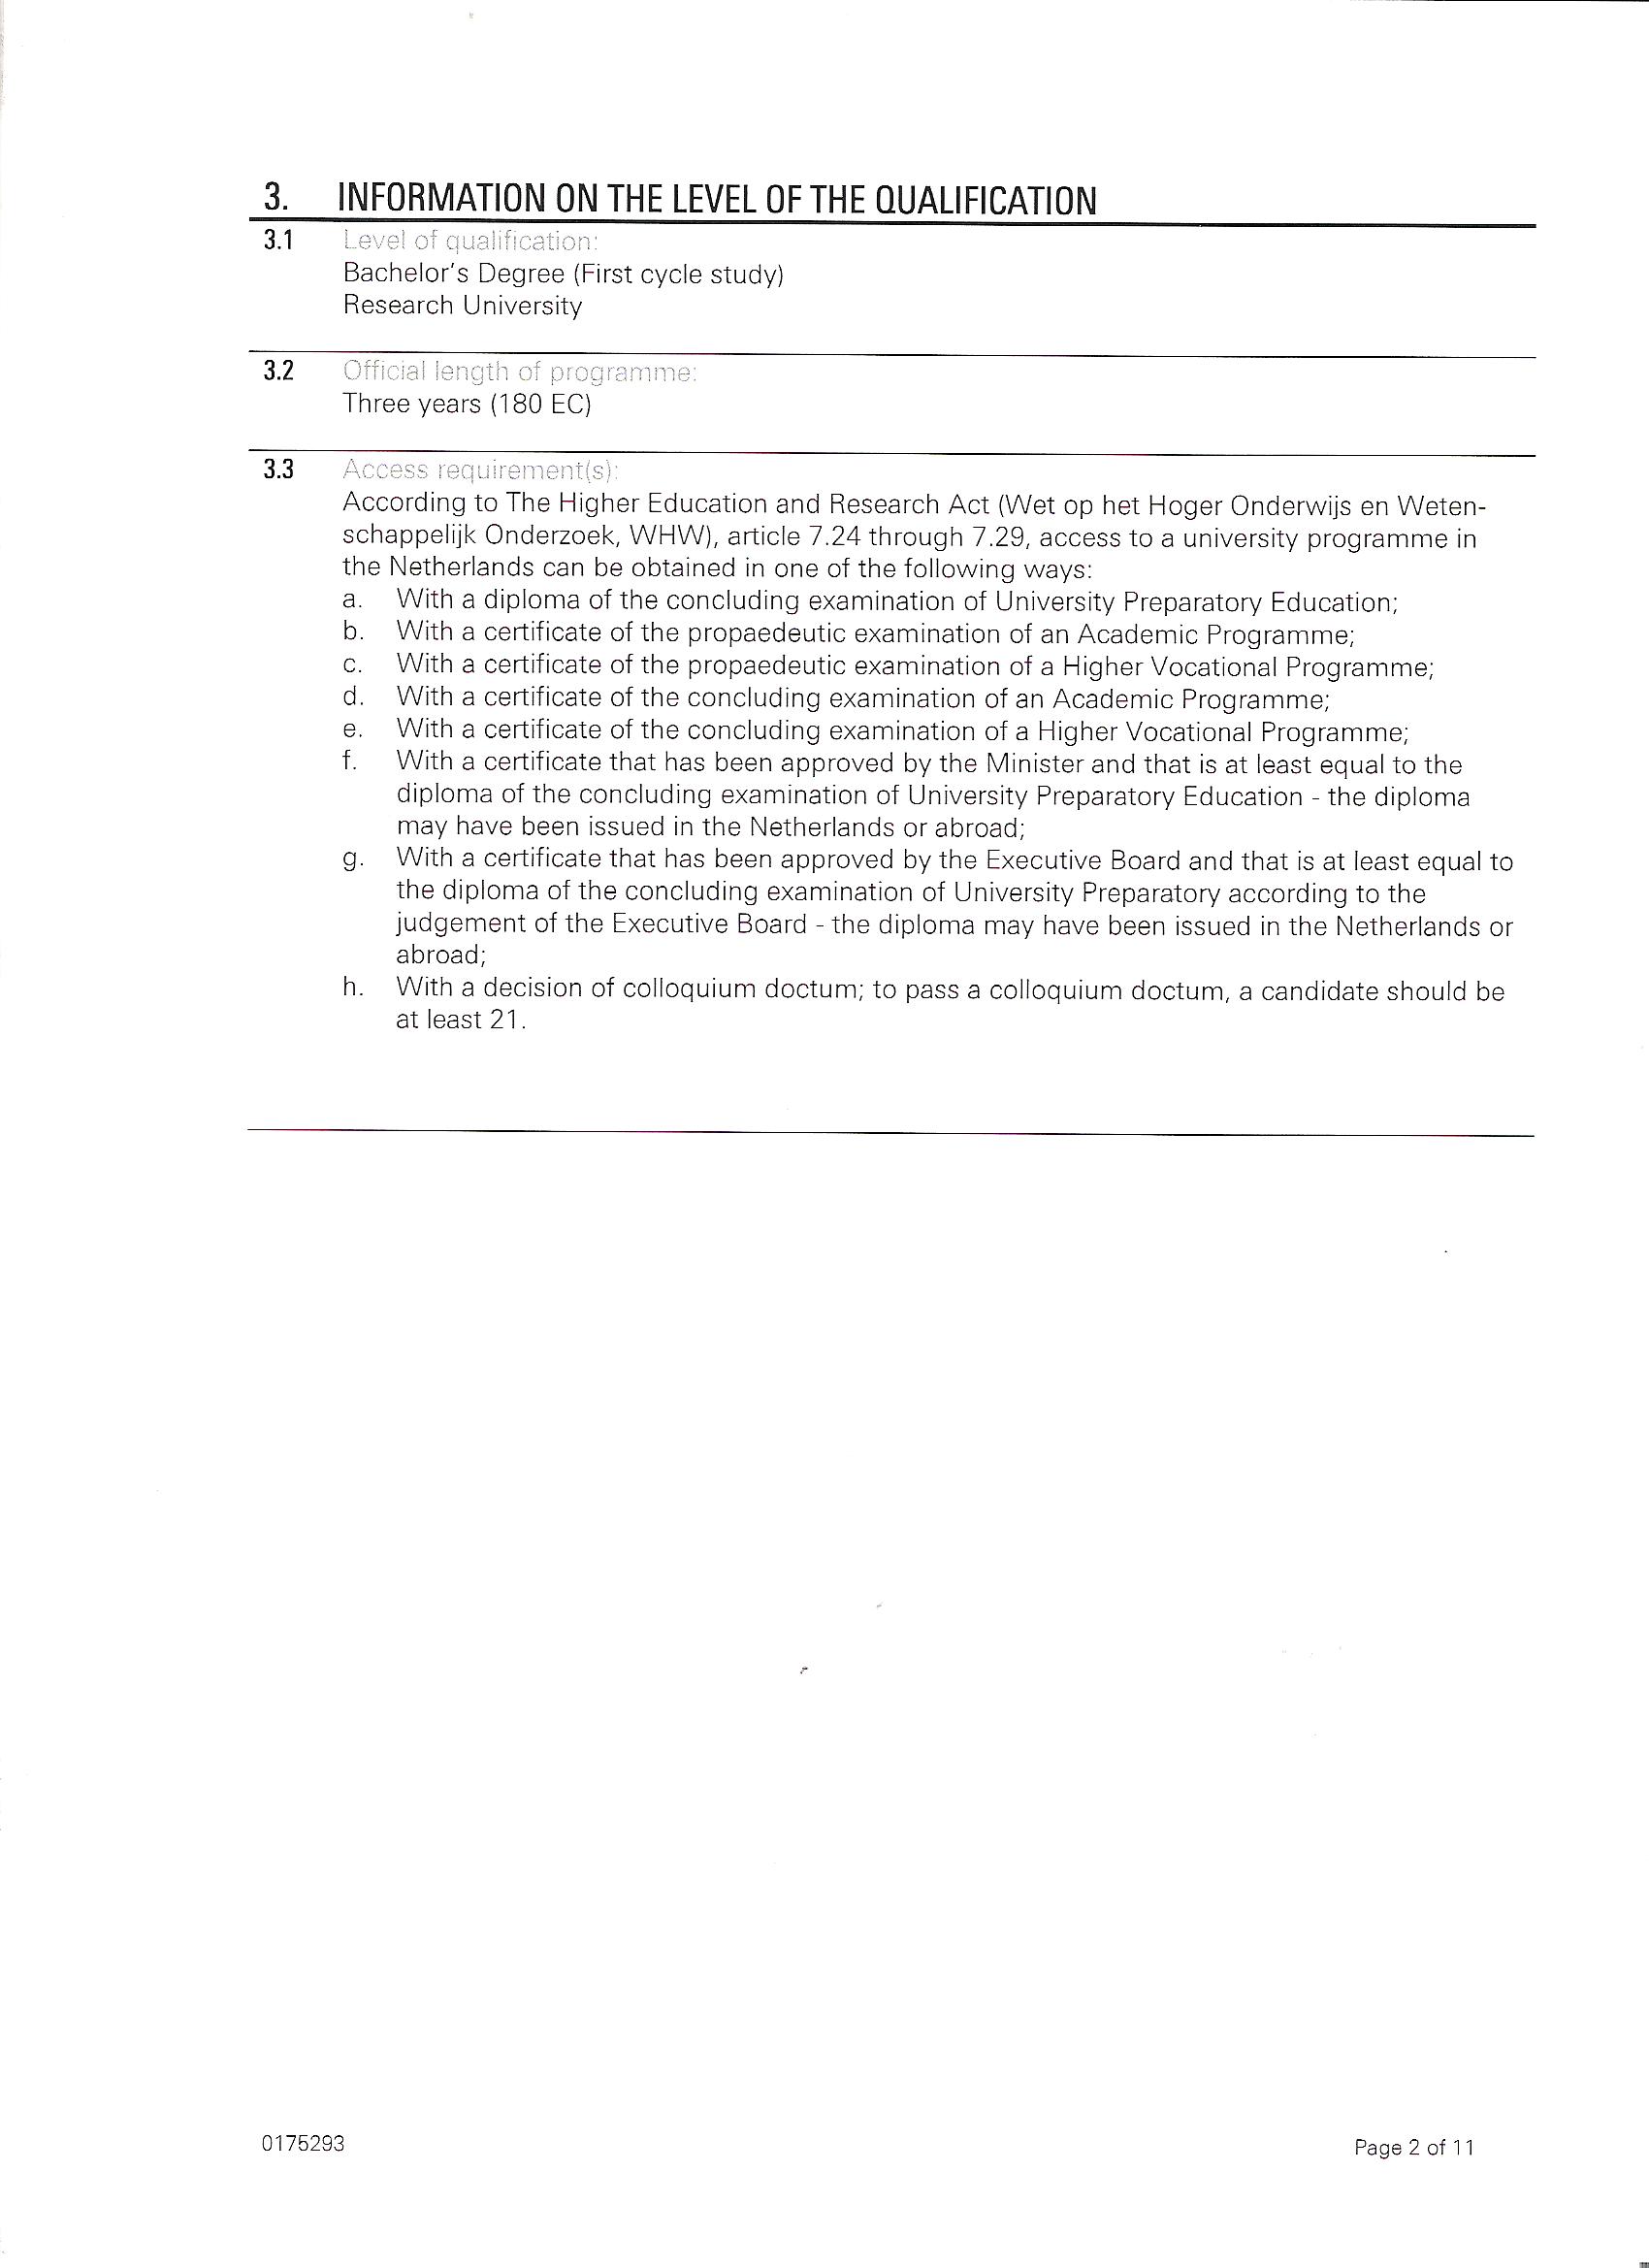 3. INFORMATION ON THE LEVEL OF THE QUALIFICATION
3.1 Level of qualification:
Bachelor's Degree (First cycle study)
Research University
3.2 Official length of programme:
Three years (180 EC)
3.3 Access requirement(s):
According to The Higher Education and Research Act (Wet op het Hoger Onderwijs en Weten-
schappelijk Onderzoek, WHW), article 7.24 through 7.29, access to a university programme in
the Netherlands can be obtained in one of the following ways:
a. With a diploma of the concluding examination of University Preparatory Education;
b. With a certificate of the propaedeutic examination of an Academic Programme;
c. With a certificate of the propaedeutic examination of a Higher Vocational Programme;
d. With a certificate of the concluding examination of an Academic Programme;
e. With a certificate of the concluding examination of a Higher Vocational Programme;
f. With a certificate that has been approved by the Minister and that is at least equal to the
diploma of the concluding examination of University Preparatory Education - the diploma
may have been issued in the Netherlands or abroad;
g. With a certificate that has been approved by the Executive Board and that is at least equal to
the diploma of the concluding examination of University Preparatory according to the
judgement of the Executive Board - the diploma may have been issued in the Netherlands or
abroad;
h. With a decision of colloquium doctum; to pass a colloquium doctum, a candidate should be
at least 21.
0175293
Page 2 of 11